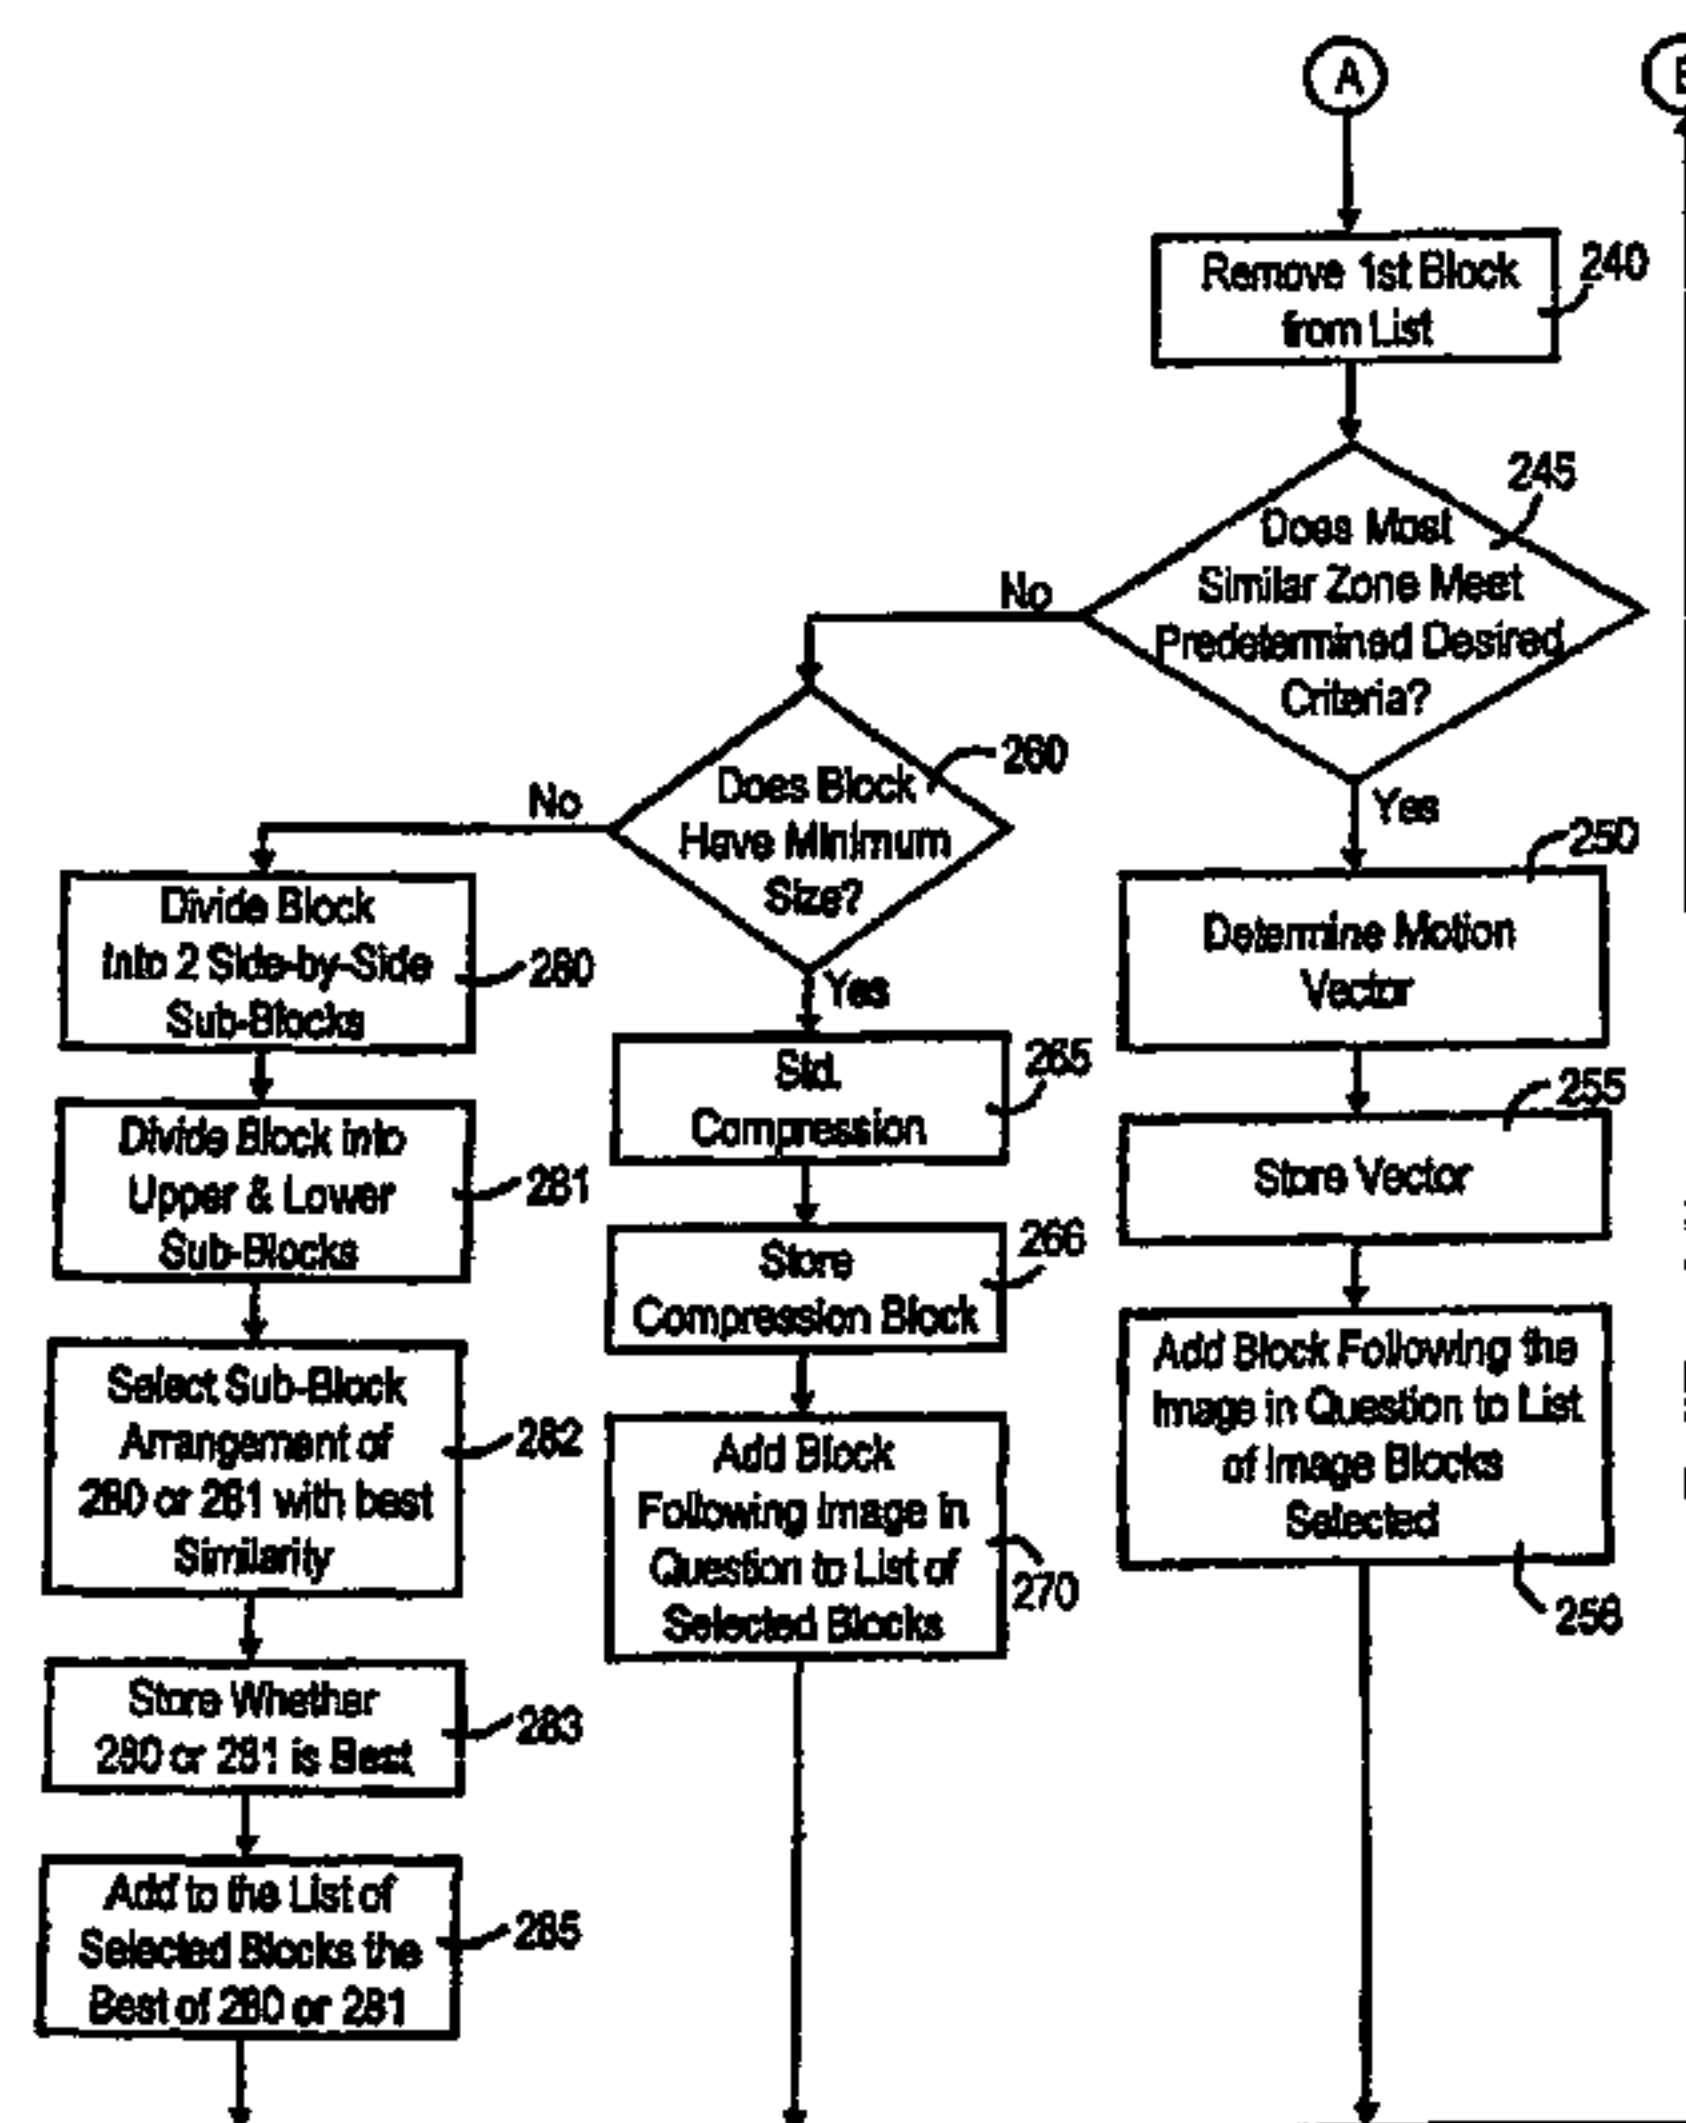 A
Remove 1st Block
from List
240
245
Does Most
Similar Zone Meet
Predetermined Desired
Criteria?
No
Yes
250
Determine Motion
Vector
255
Store Vector
Add Block Following the
Image in Question to List
of Image Blocks
Selected
258
260
Does Block
Have Minimum
Size?
No
Yes
Std.
Compression
265
Store
Compression Block
266
Add Block
Following Image in
Question to List of
Selected Blocks
270
Divide Block
Into 2 Side-by-Side
Sub-Blocks
280
Divide Block into
Upper & Lower
Sub-Blocks
281
Select Sub-Block
Arrangement of
280 or 281 with best
Similarity
282
Store Whether
280 or 281 is Best
283
Add to the List of
Selected Blocks the
Best of 280 or 281
285